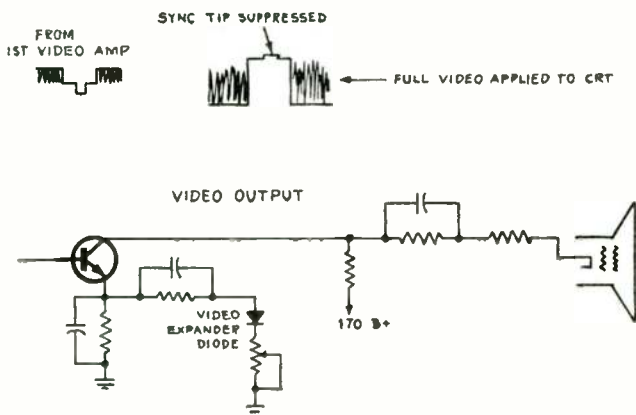 SYNC TIP SUPPRESSED
FROM
1ST VIDEO AMP
FULL VIDEO APPLIED TO CRT
VIDEO OUTPUT
VIDEO
EXPANDER
DIODE
170 B+